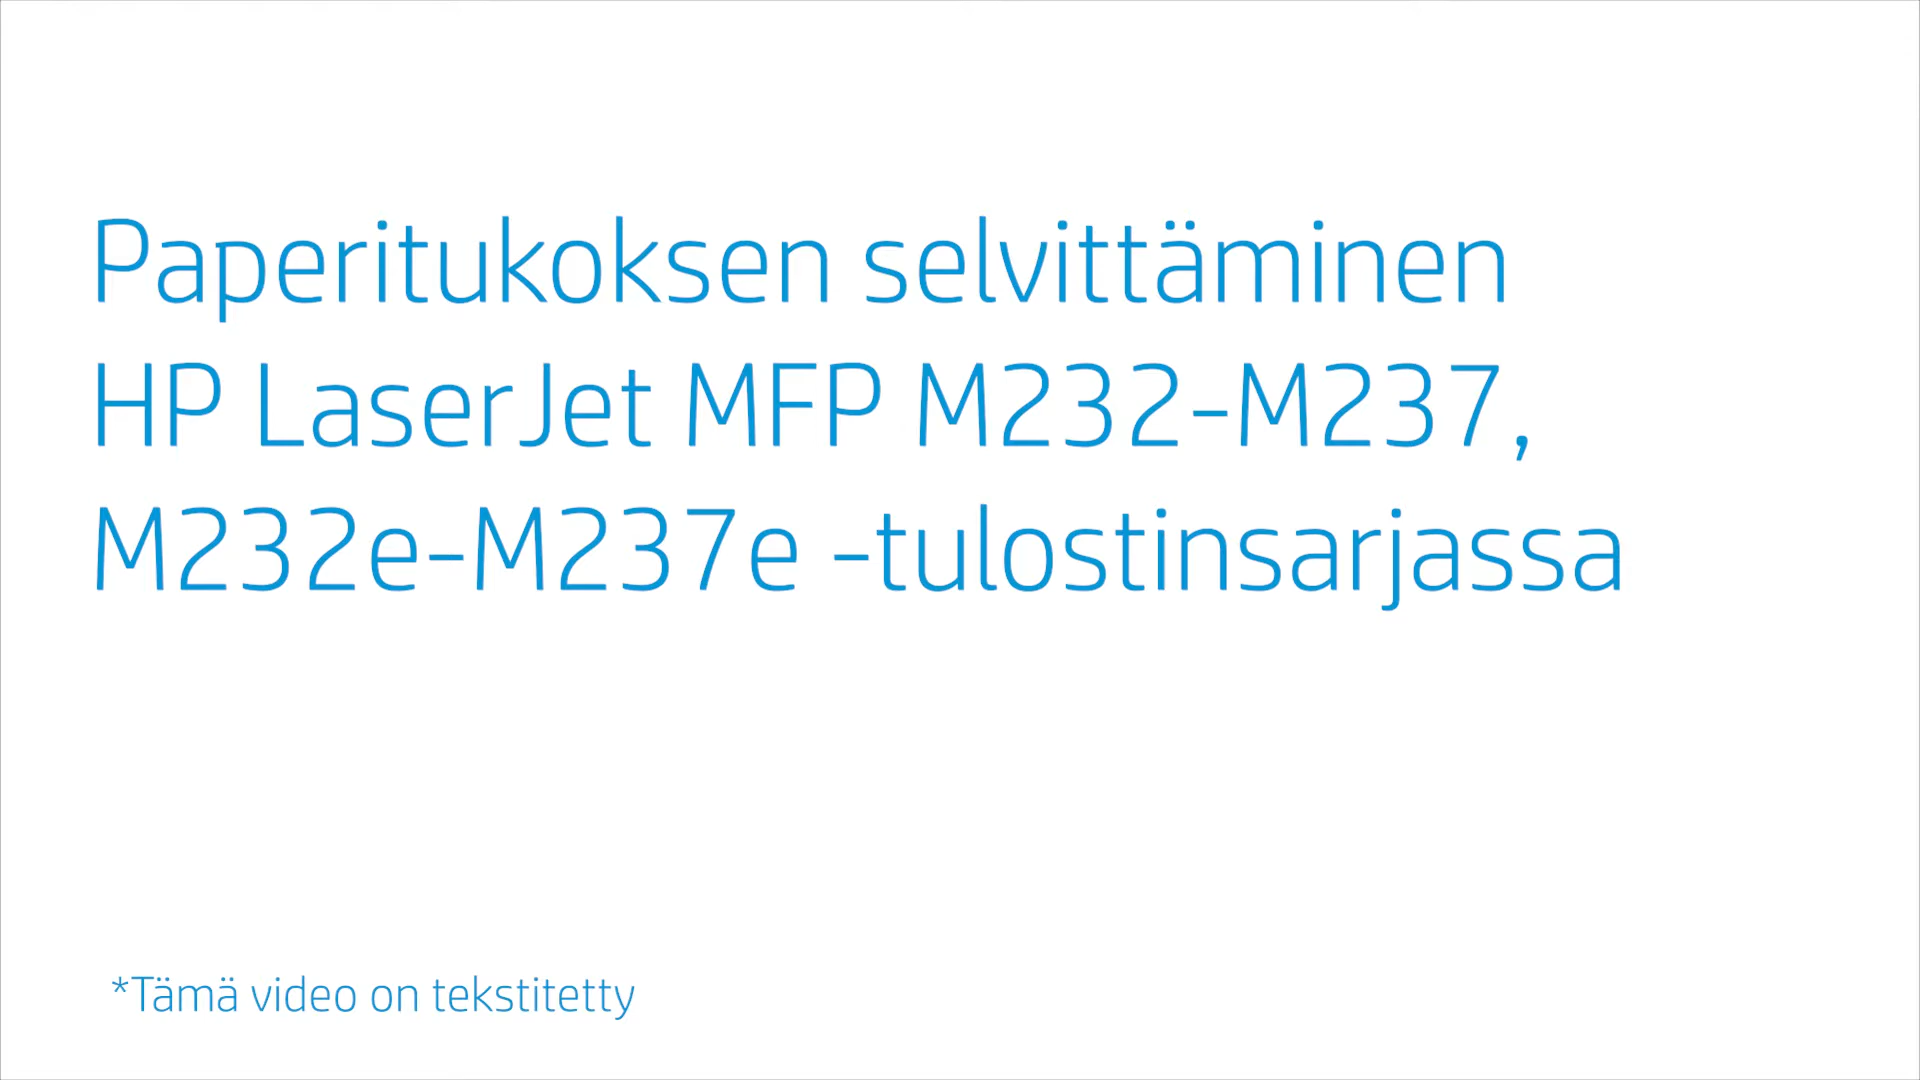 Paperitukoksen selvittäminen
HP LaserJet MFP M232-M237,
M232e-M237e -tulostinsarjassa
*Tämä video on tekstitetty